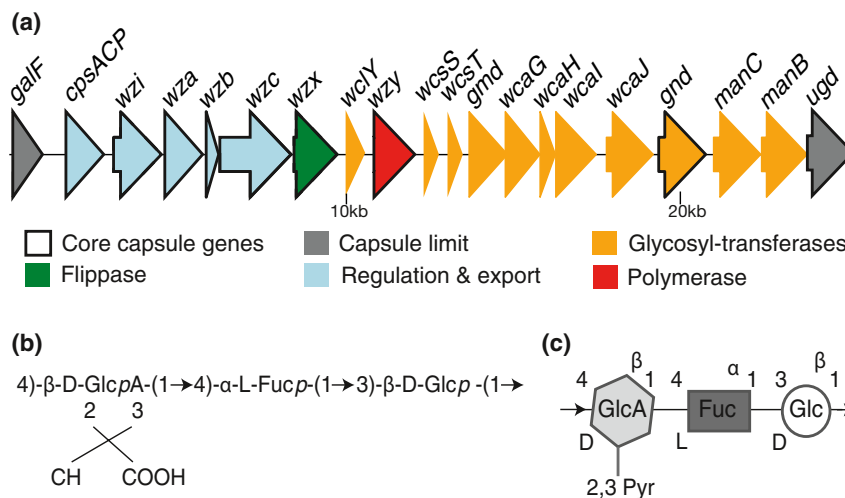 (a)
galF cpsACP wzi wza wzb wzc wzx wclY wzy wcsS wcsT gmd wcaG wcaH wcaI wcaJ gnd manC manB ugd
10kb 20kb
Core capsule genes Capsule limit Glycosyl-transferases
Flippase Regulation & export Polymerase
(b)
4)-β-D-GlcpA-(1→4)-α-L-Fucp-(1→3)-β-D-Glcp -(1→
2 3
CH COOH
(c)
4 β 1 4 α 1 3 β 1
GlcA Fuc Glc
D L D
2,3 Pyr